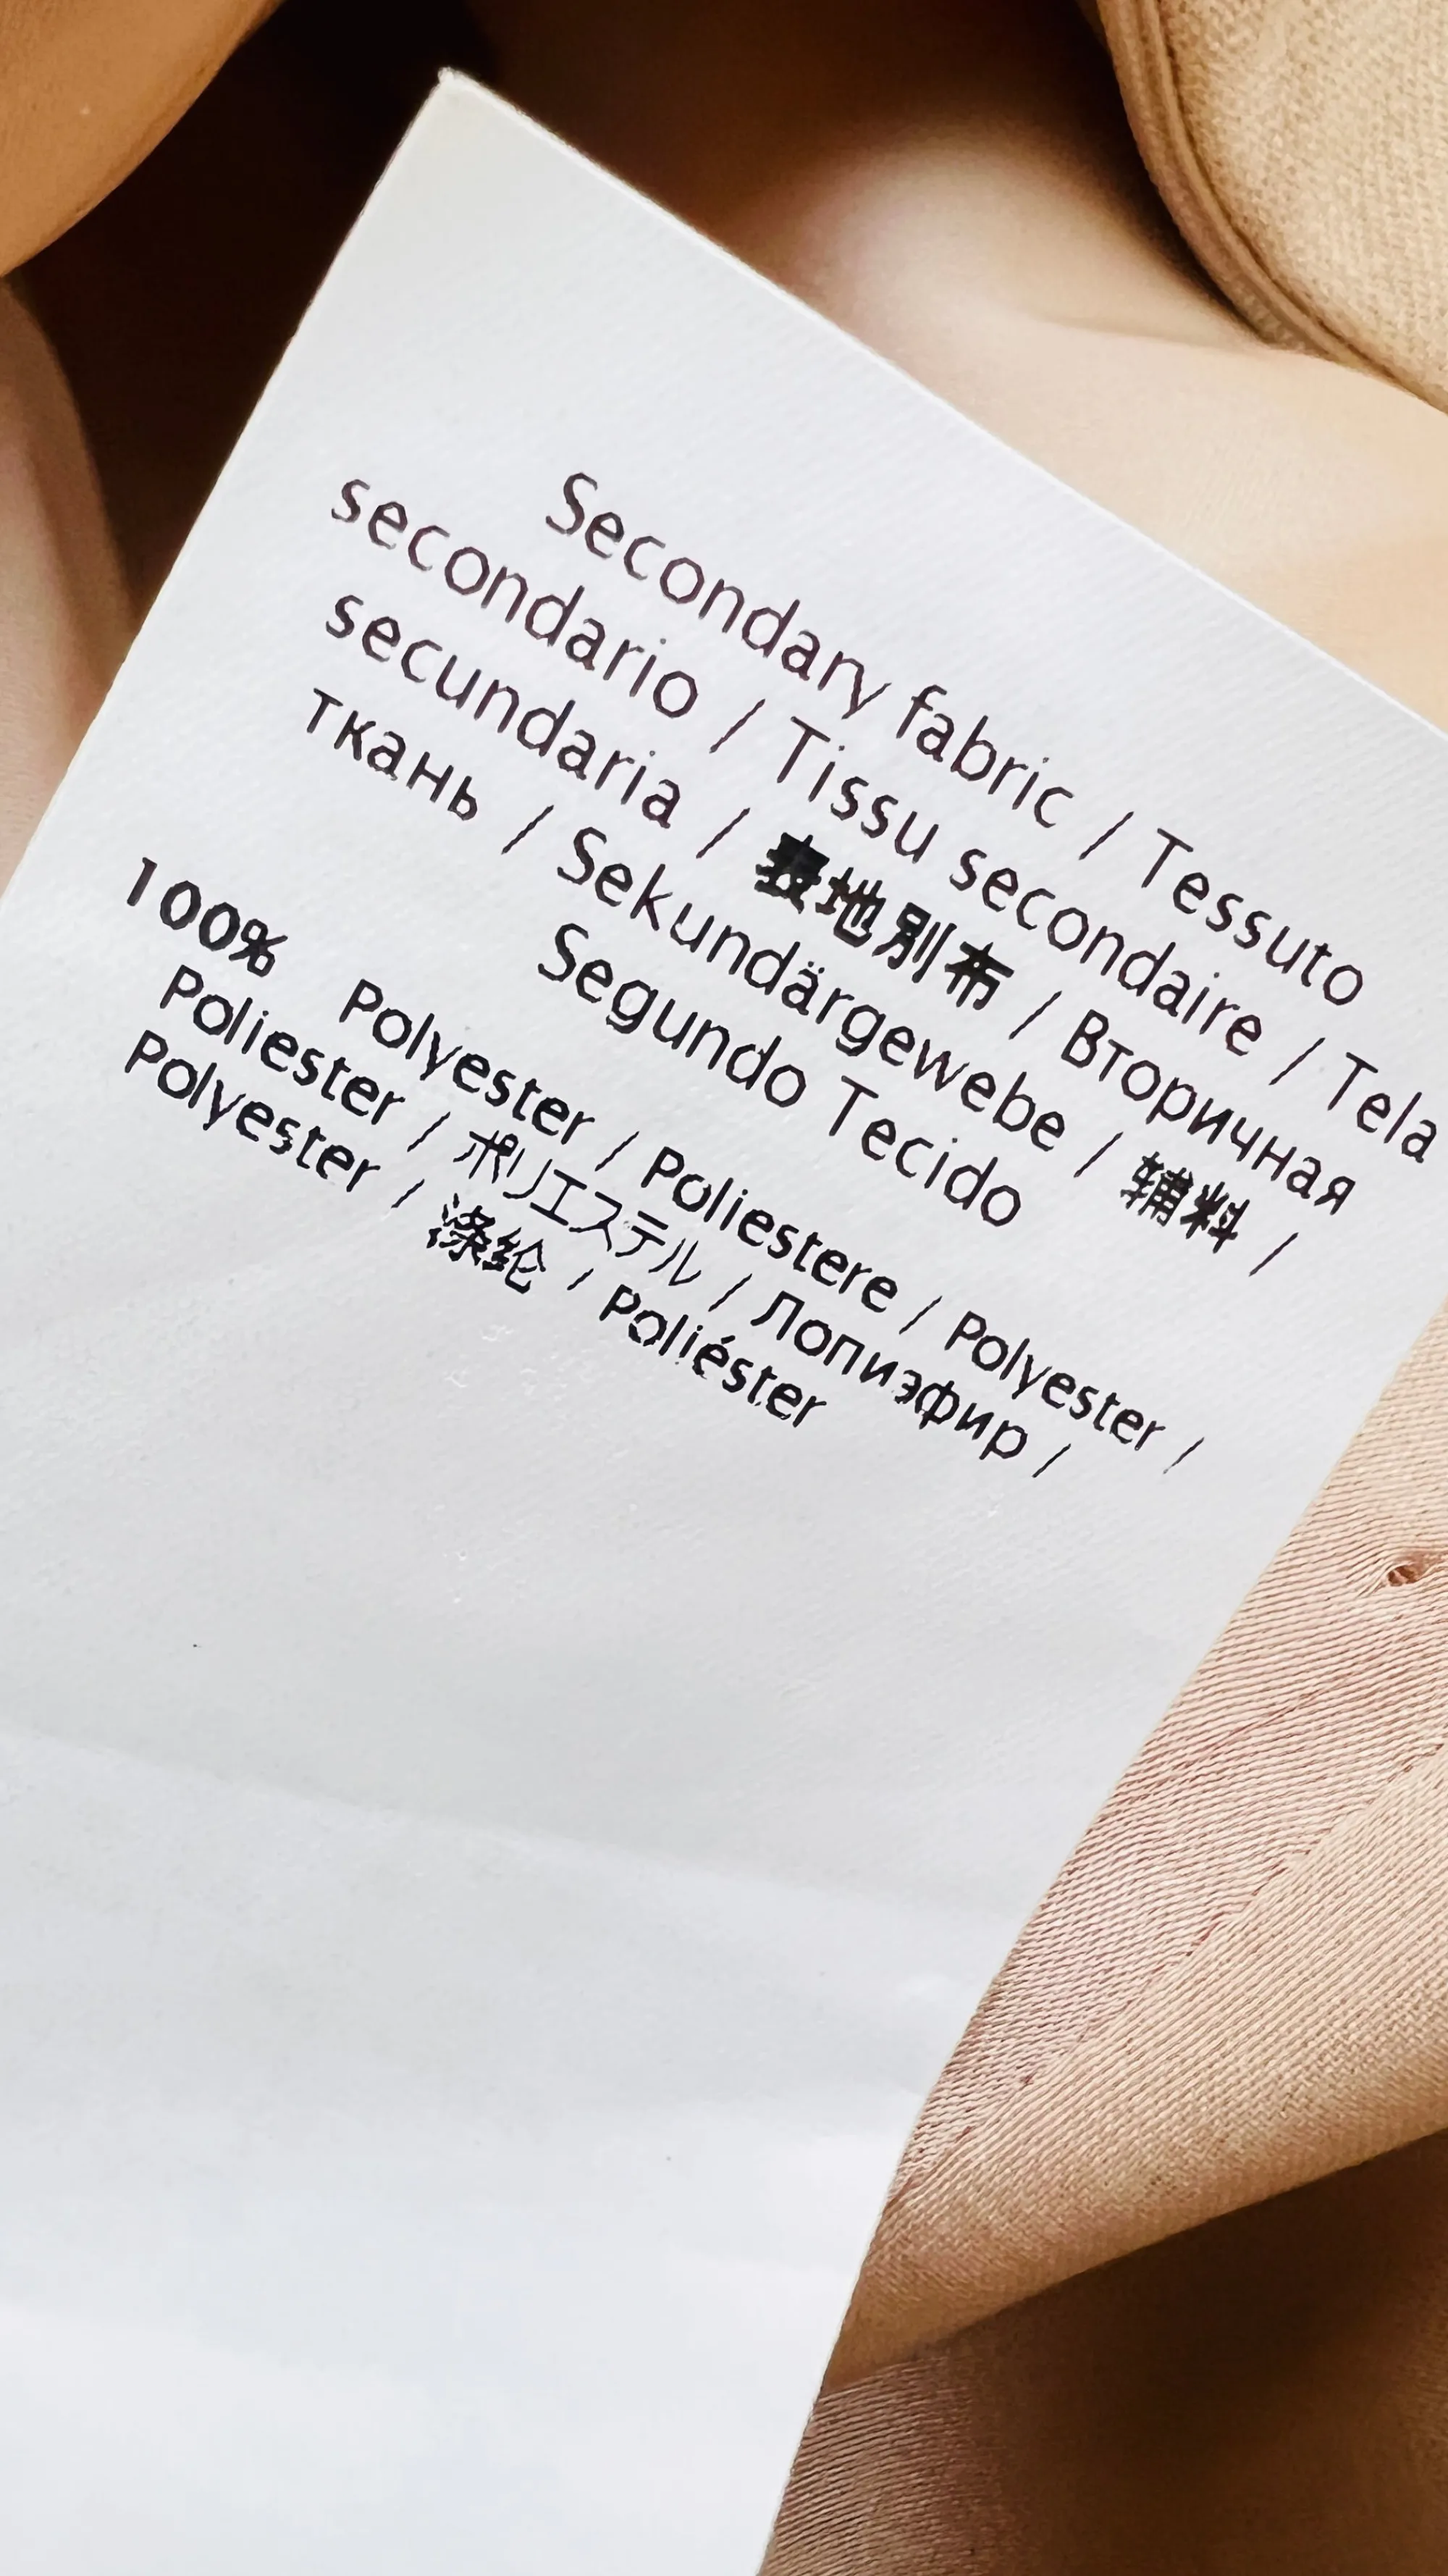 Secondary fabric / Tessuto
secondario / Tissu secondaire / Tela
secundaria / 表地別布 / Вторичная
ткань / Sekundärgewebe / 辅料 /
Segundo Tecido
100% Polyester / Poliestere / Polyester /
Poliester / ポリエステル / Лопиэфир /
Polyester / 涤纶 / Poliéster